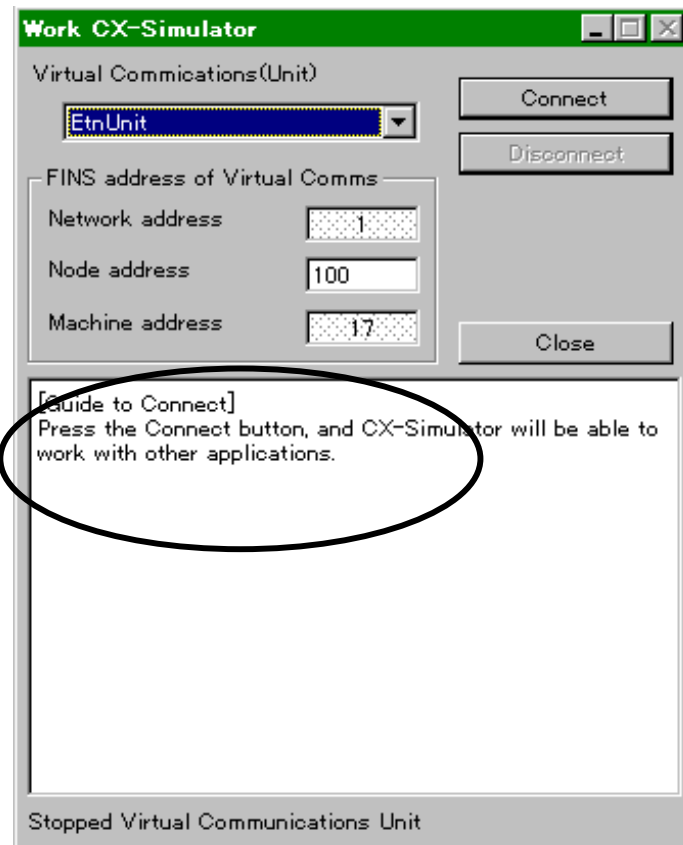 Work CX-Simulator
Virtual Commications(Unit)
EtnUnit
Connect
Disconnect
FINS address of Virtual Comms
Network address 1
Node address 100
Machine address 17
Close
[Guide to Connect]
Press the Connect button, and CX-Simulator will be able to
work with other applications.
Stopped Virtual Communications Unit